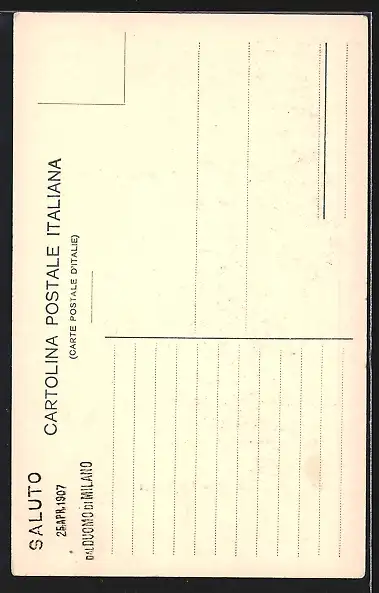 CARTOLINA POSTALE ITALIANA
(CARTE POSTALE D'ITALIE)
SALUTO
25.APR.1907
DAL DUOMO DI MILANO